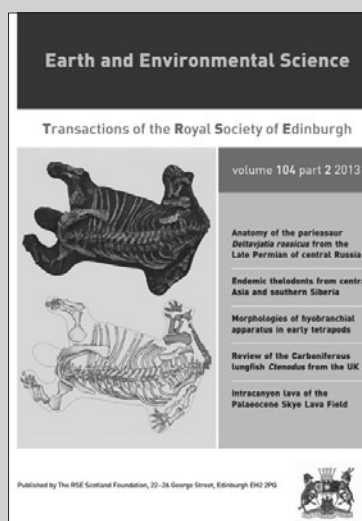 Earth and Environmental Science
Transactions of the Royal Society of Edinburgh
volume 104 part 2 2013
Anatomy of the parieasaur
Deltavjatia rossicus from the
Late Permian of central Russia
Endemic thelodonts from centr
Asia and southern Siberia
Morphologies of hyobranchial
apparatus in early tetrapods
Review of the Carboniferous
lungfish Ctenodus from the UK
Intracanyon lava of the
Palaeocene Skye Lava Field
Published by The RSE Scotland Foundation, 22–26 George Street, Edinburgh EH2 2PQ